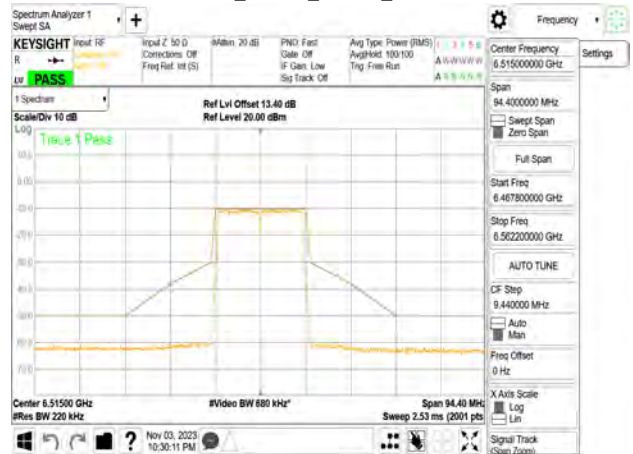 Spectrum Analyzer 1
Swept SA
Frequency
Settings
KEYSIGHT Input: RF
R
Input Z: 50 Ω
Corrections: Off
Freq Ref: Int (S)
#Atten: 20 dB
PNO: Fast
Gate: Off
IF Gain: Low
Sig Track: Off
Avg Type: Power (RMS)
Avg|Hold: 100/100
Trig: Free Run
PASS
1 Spectrum
Scale/Div 10 dB
Ref Lvl Offset 13.40 dB
Ref Level 20.00 dBm
Log
Trace 1 Pass
Center 6.51500 GHz
#Res BW 220 kHz
#Video BW 680 kHz*
Span 94.40 MHz
Sweep 2.53 ms (2001 pts
Center Frequency
6.515000000 GHz
Span
94.4000000 MHz
Swept Span
Zero Span
Full Span
Start Freq
6.467800000 GHz
Stop Freq
6.562200000 GHz
AUTO TUNE
CF Step
9.440000 MHz
Auto
Man
Freq Offset
0 Hz
X Axis Scale
Log
Lin
Signal Track
(Span Zoom)
Nov 03, 2023
10:30:11 PM